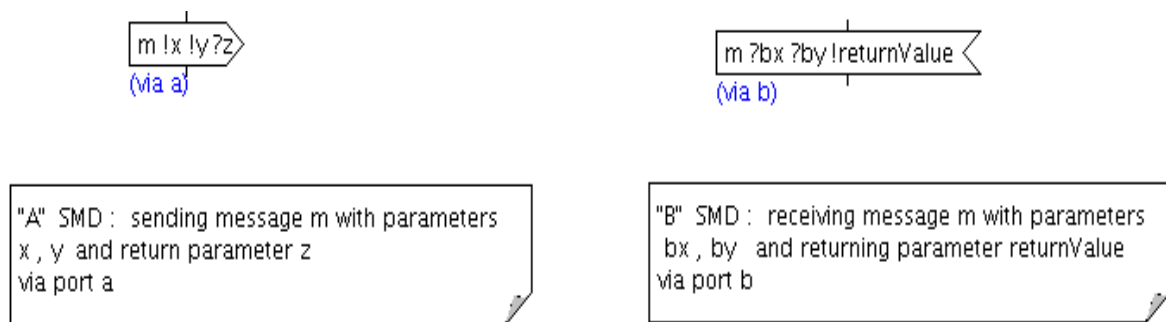 m !x !y ?z
(via a)
m ?bx ?by !returnValue
(via b)
"A" SMD : sending message m with parameters
x , y and return parameter z
via port a
"B" SMD : receiving message m with parameters
bx , by and returning parameter returnValue
via port b